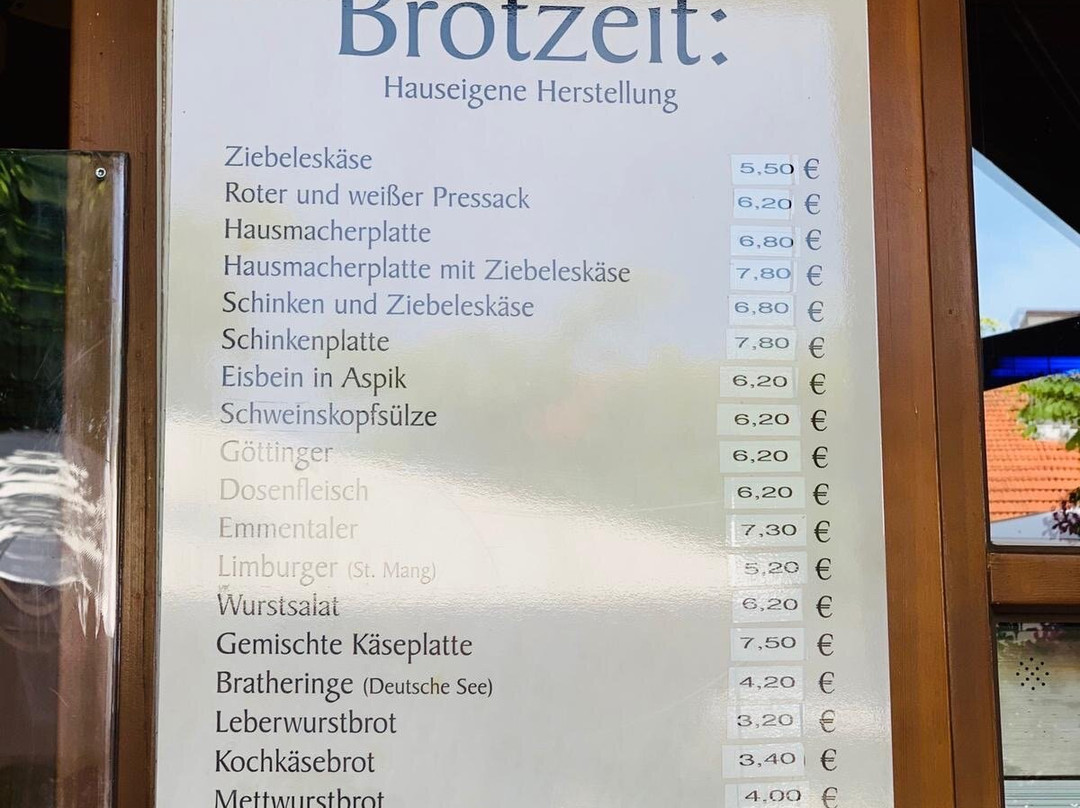 Brotzeit:
Hauseigene Herstellung
Ziebeleskäse 5,50 €
Roter und weißer Pressack 6,20 €
Hausmacherplatte 6,80 €
Hausmacherplatte mit Ziebeleskäse 7,80 €
Schinken und Ziebeleskäse 6,80 €
Schinkenplatte 7,80 €
Eisbein in Aspik 6,20 €
Schweinskopfsülze 6,20 €
Göttinger 6,20 €
Dosenfleisch 6,20 €
Emmentaler 7,30 €
Limburger (St. Mang) 5,20 €
Wurstsalat 6,20 €
Gemischte Käseplatte 7,50 €
Bratheringe (Deutsche See) 4,20 €
Leberwurstbrot 3,20 €
Kochkäsebrot 3,40 €
Mettwurstbrot 4,00 €